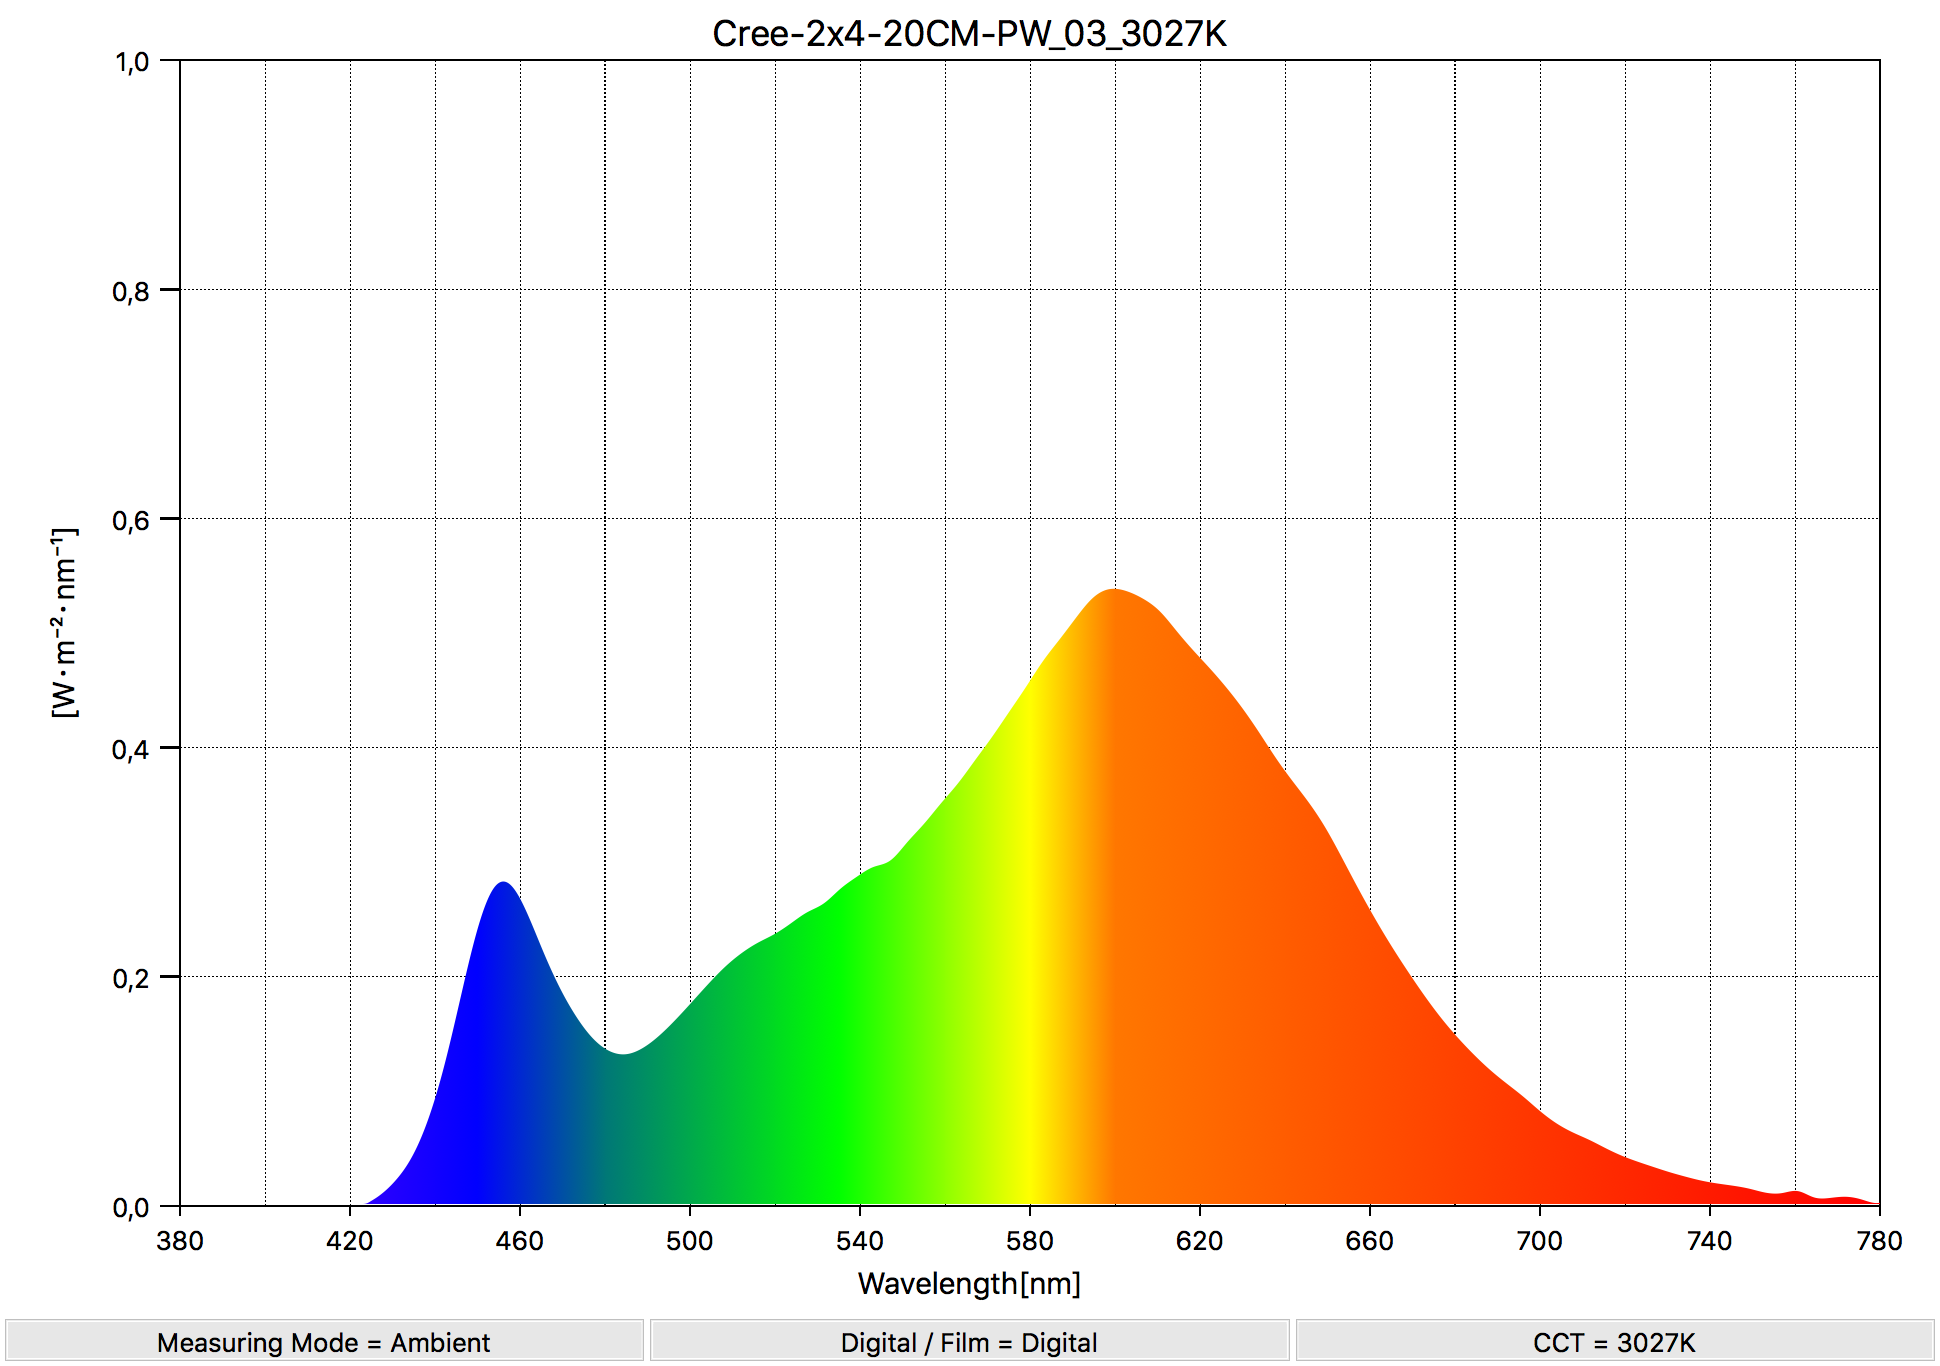 Cree-2x4-20CM-PW_03_3027K
1,0
0,8
0,6
0,4
0,2
0,0
[W·m⁻²·nm⁻¹]
380 420 460 500 540 580 620 660 700 740 780
Wavelength[nm]
Measuring Mode = Ambient
Digital / Film = Digital
CCT = 3027K